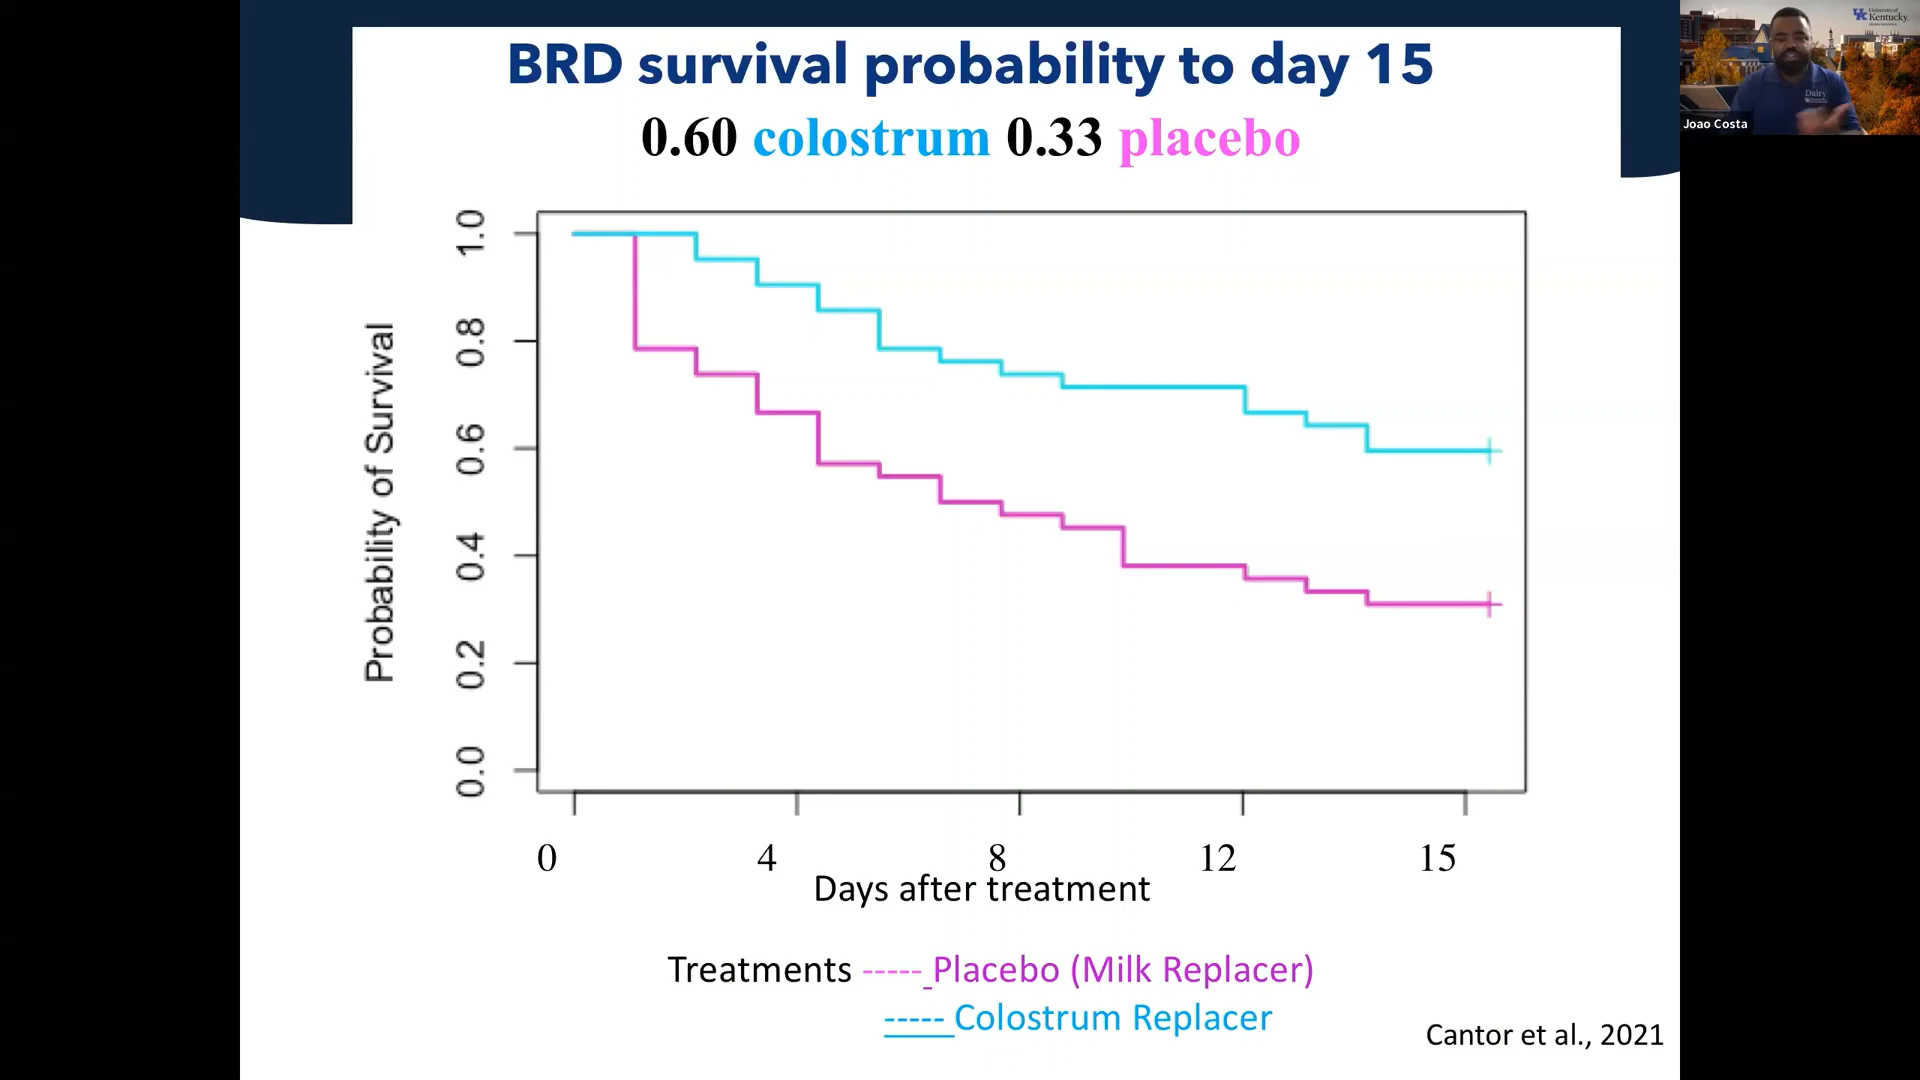 BRD survival probability to day 15
0.60 colostrum 0.33 placebo
University of
Kentucky
Joao Costa
Dairy
Probability of Survival
1.0
0.8
0.6
0.4
0.2
0.0
0 4 8 12 15
Days after treatment
Treatments ----- Placebo (Milk Replacer)
----- Colostrum Replacer
Cantor et al., 2021